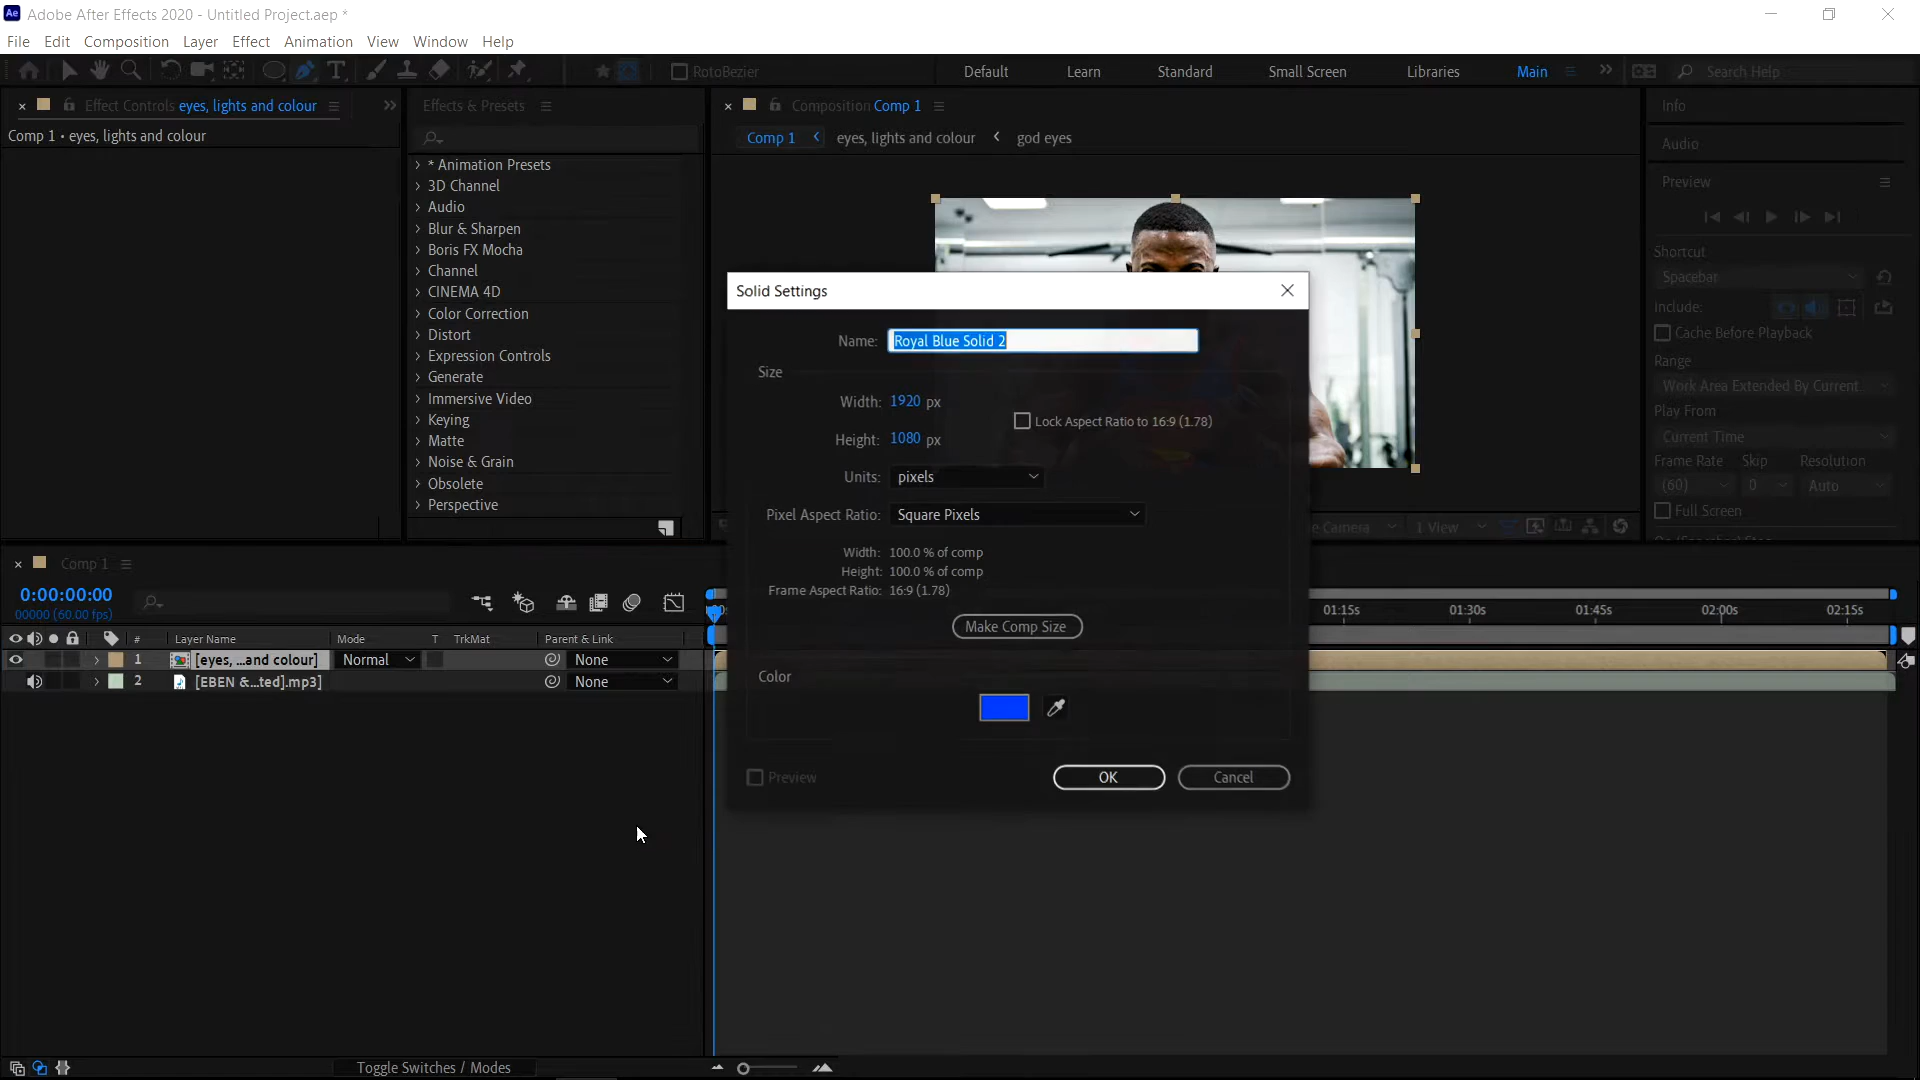 Adobe After Effects 2020 - Untitled Project.aep *
File Edit Composition Layer Effect Animation View Window Help
RotoBezier
Default Learn Standard Small Screen Libraries Main
Search Help
Effect Controls eyes, lights and colour
Comp 1 • eyes, lights and colour
Effects & Presets
* Animation Presets
3D Channel
Audio
Blur & Sharpen
Boris FX Mocha
Channel
CINEMA 4D
Color Correction
Distort
Expression Controls
Generate
Immersive Video
Keying
Matte
Noise & Grain
Obsolete
Perspective
Composition Comp 1
Comp 1 eyes, lights and colour god eyes
e Camera 1 View
Solid Settings
Name: Royal Blue Solid 2
Size
Width: 1920 px
Lock Aspect Ratio to 16:9 (1.78)
Height: 1080 px
Units: pixels
Pixel Aspect Ratio: Square Pixels
Width: 100.0 % of comp
Height: 100.0 % of comp
Frame Aspect Ratio: 16:9 (1.78)
Make Comp Size
Color
Preview
OK Cancel
Info
Audio
Preview
Shortcut
Spacebar
Include:
Cache Before Playback
Range
Work Area Extended By Current
Play From
Current Time
Frame Rate Skip Resolution
(60) 0 Auto
Full Screen
On (Spacebar) Stop
Comp 1
0:00:00:00
00000 (60.00 fps)
01:15s 01:30s 01:45s 02:00s 02:15s
# Layer Name Mode T TrkMat Parent & Link
1 [eyes, ...and colour] Normal None
2 [EBEN &...ted].mp3] None
Toggle Switches / Modes